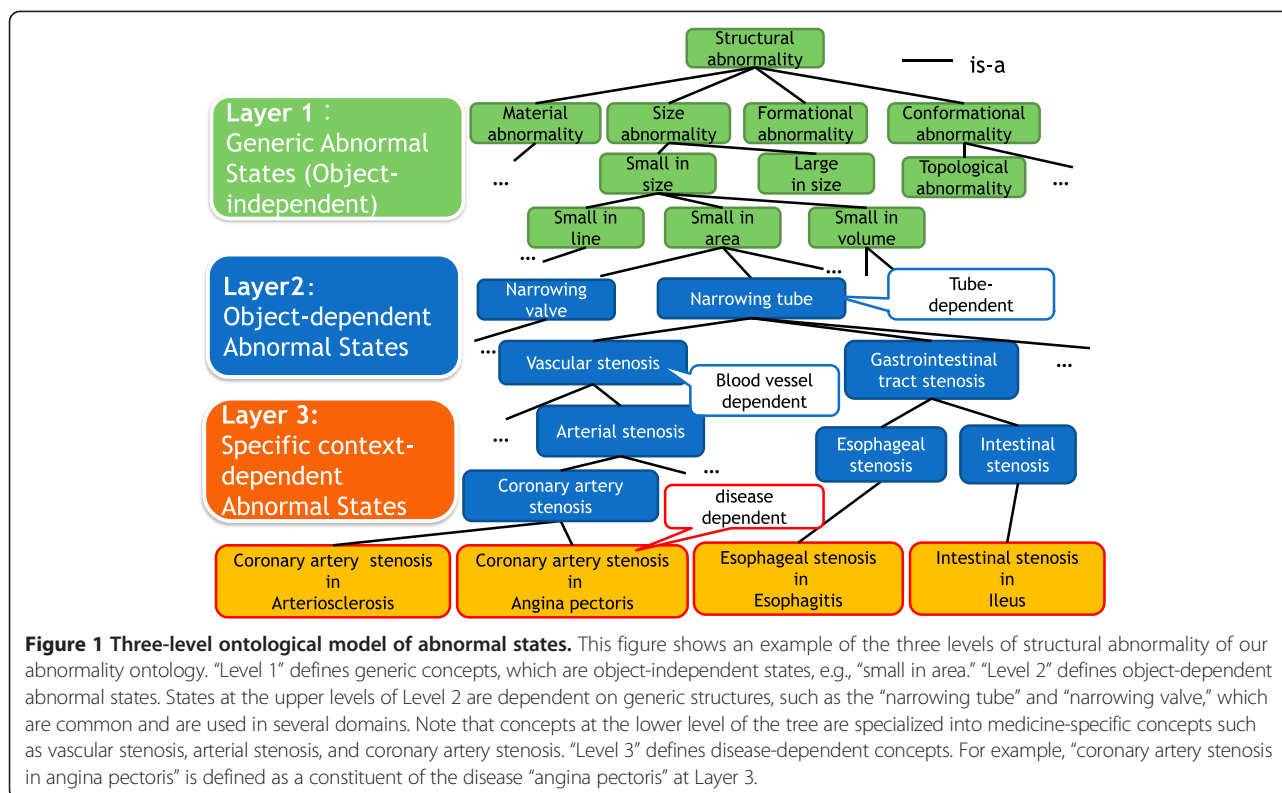 Structural
abnormality
is-a
Layer 1：
Generic Abnormal
States (Object-
independent)
Material
abnormality
Size
abnormality
Formational
abnormality
Conformational
abnormality
...
Small in
size
Large
in size
Topological
abnormality
...
Small in
line
Small in
area
Small in
volume
...
...
Layer2：
Object-dependent
Abnormal States
Narrowing
valve
Narrowing tube
Tube-
dependent
...
Vascular stenosis
Blood vessel
dependent
Gastrointestinal
tract stenosis
...
Layer 3:
Specific context-
dependent
Abnormal States
...
Arterial stenosis
Esophageal
stenosis
Intestinal
stenosis
...
Coronary artery
stenosis
disease
dependent
Coronary artery stenosis
in
Arteriosclerosis
Coronary artery stenosis
in
Angina pectoris
Esophageal stenosis
in
Esophagitis
Intestinal stenosis
in
Ileus
Figure 1 Three-level ontological model of abnormal states. This figure shows an example of the three levels of structural abnormality of our
abnormality ontology. “Level 1” defines generic concepts, which are object-independent states, e.g., “small in area.” “Level 2” defines object-dependent
abnormal states. States at the upper levels of Level 2 are dependent on generic structures, such as the “narrowing tube” and “narrowing valve,” which
are common and are used in several domains. Note that concepts at the lower level of the tree are specialized into medicine-specific concepts such
as vascular stenosis, arterial stenosis, and coronary artery stenosis. “Level 3” defines disease-dependent concepts. For example, “coronary artery stenosis
in angina pectoris” is defined as a constituent of the disease “angina pectoris” at Layer 3.